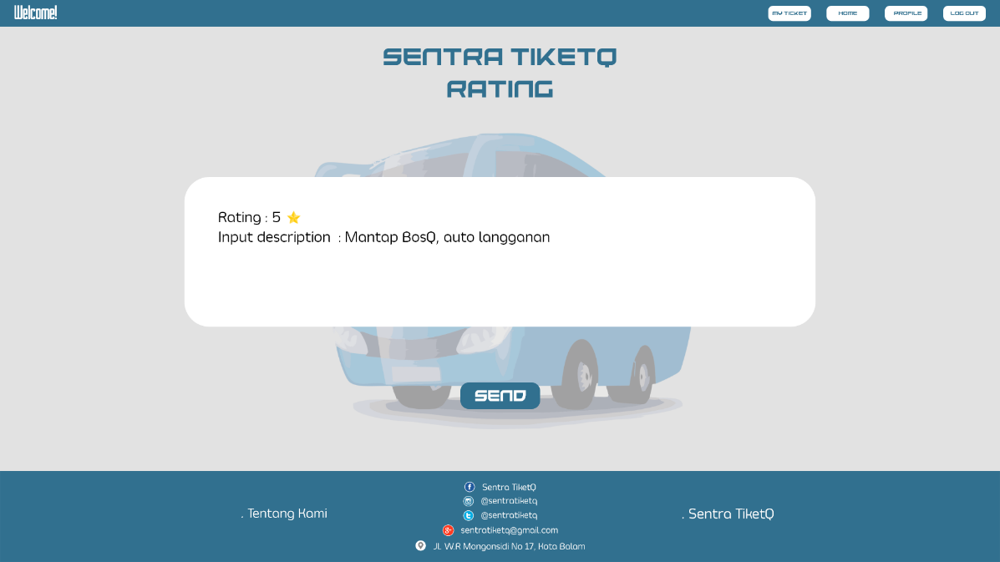 Welcome!
MY TICKET
HOME
PROFILE
LOG OUT
SENTRA TIKETQ
RATING
Rating : 5 ⭐
Input description : Mantap BosQ, auto langganan
SEND
Sentra TiketQ
@sentratiketq
@sentratiketq
sentratiketq@gmail.com
Jl. W.R Mongonsidi No 17, Kota Balam
. Tentang Kami
. Sentra TiketQ